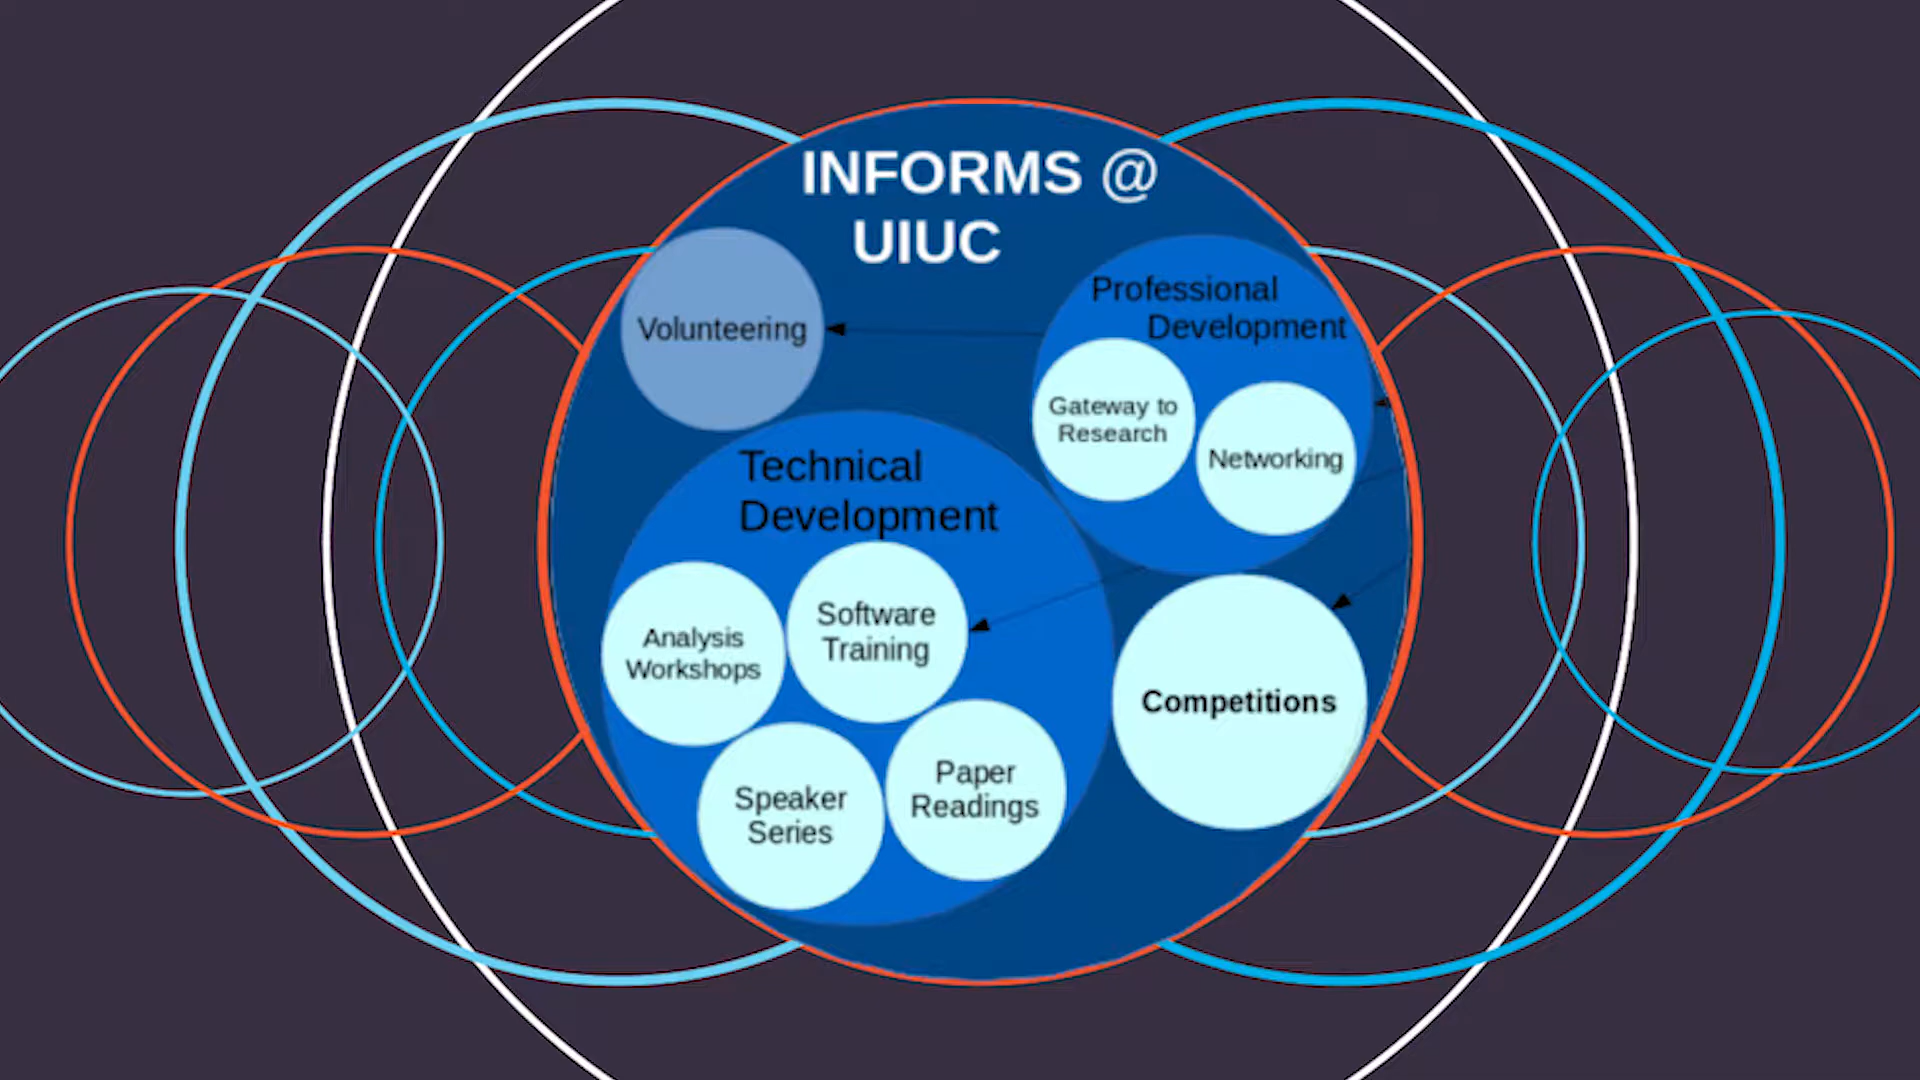 INFORMS @
UIUC
Volunteering
Professional
Development
Gateway to
Research
Networking
Technical
Development
Analysis
Workshops
Software
Training
Speaker
Series
Paper
Readings
Competitions